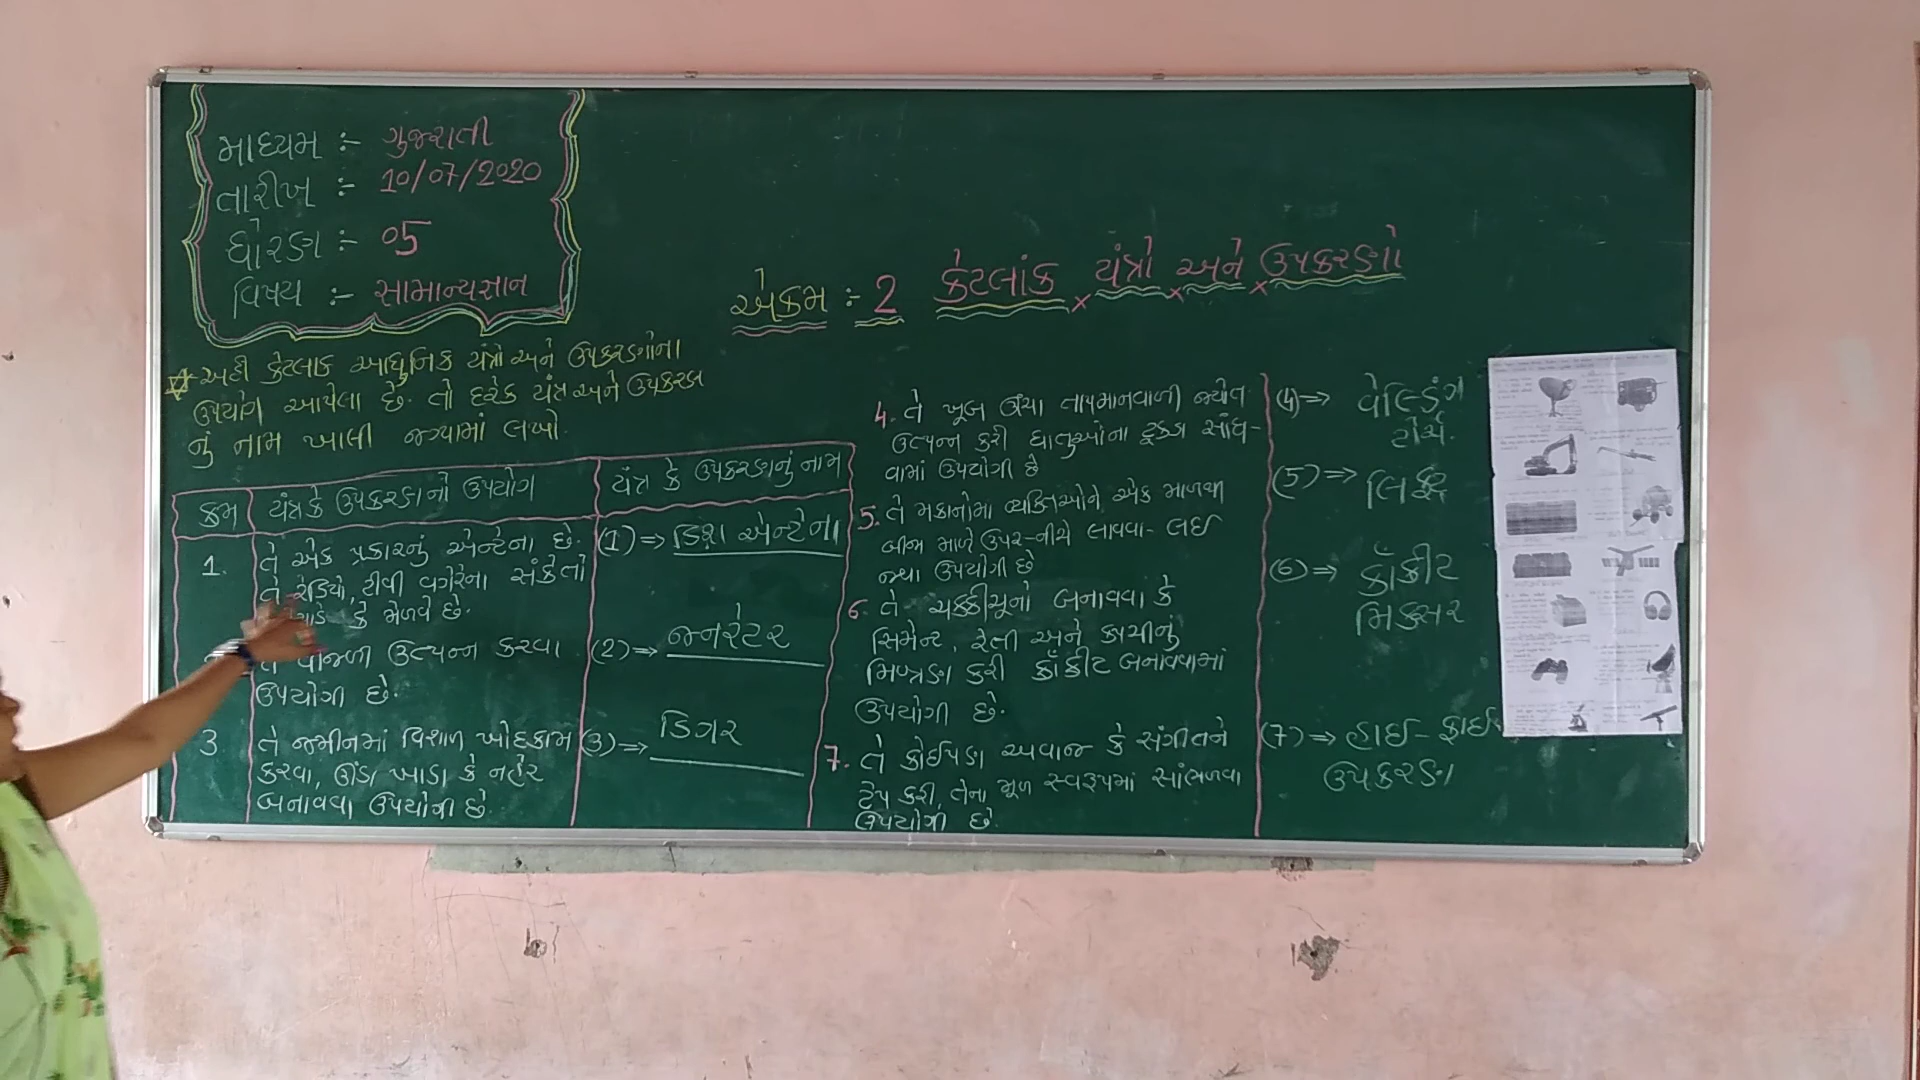 માધ્યમ :- ગુજરાતી
તારીખ :- 10/07/2020
ધોરણ :- 05
વિષય :- સામાન્યજ્ઞાન
એકમ :- 2 કેટલાંક યંત્રો અને ઉપકરણો
અહી કેટલાક આધુનિક યંત્રો અને ઉપકરણોના
ઉપયોગ આપેલા છે. તો દરેક યંત્ર અને ઉપકરણ
નું નામ ખાલી જગ્યામાં લખો.
ક્રમ યંત્ર કે ઉપકરણનો ઉપયોગ યંત્ર કે ઉપકરણનું નામ
1. તે એક પ્રકારનું એન્ટેના છે. (1)⇒ ડિશ એન્ટેના
તે રેડિયો, ટીવી વગેરેના સંકેતો
કે મેળવે છે.
વીજળી ઉત્પન્ન કરવા (2)⇒ જનરેટર
ઉપયોગી છે.
3. તે જમીનમાં વિશાળ ખોદકામ (3)⇒ ડિગર
કરવા, ઊંડા ખાડા કે નહેર
બનાવવા ઉપયોગી છે.
4. તે ખૂબ ઊંચા તાપમાનવાળી જ્યોત (4)⇒ વેલ્ડિંગ
ઉત્પન્ન કરી ધાતુઓના ટૂકડા સાંધ- ટોર્ચ.
વામાં ઉપયોગી છે
5. તે મકાનોમાં વ્યક્તિઓને એક માળથી (5)⇒ લિફ્ટ
બીજા માળે ઉપર-નીચે લાવવા- લઈ
જવા ઉપયોગી છે
6. તે ચક્કીચૂનો બનાવવા કે (6)⇒ કૉંક્રીટ
સિમેન્ટ, રેતી અને કપચીનું મિક્સર
મિશ્રણ કરી કૉંક્રીટ બનાવવામાં
ઉપયોગી છે.
7. તે કોઈપણ અવાજ કે સંગીતને (7)⇒ હાઈ-ફાઈ
ટેપ કરી, તેના મૂળ સ્વરૂપમાં સાંભળવા ઉપકરણ
ઉપયોગી છે.